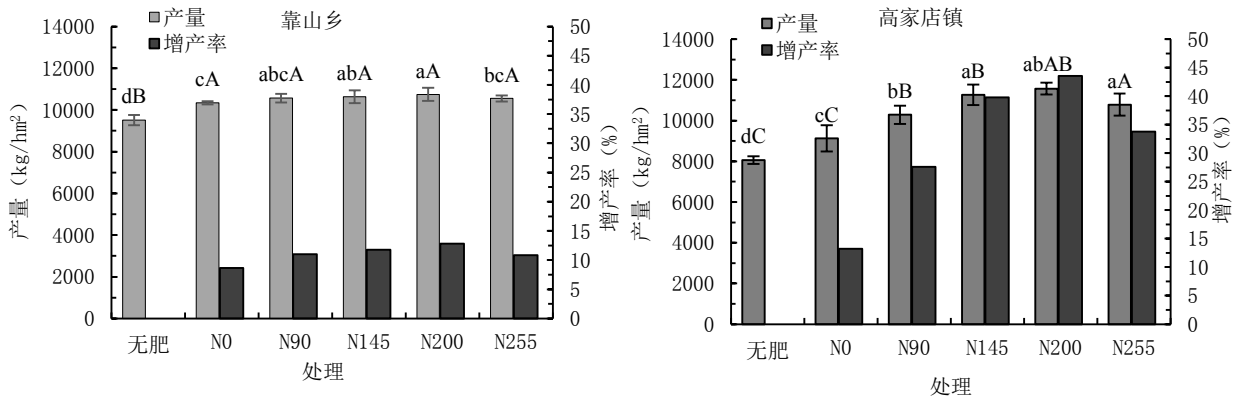 靠山乡
产量
增产率
14000
12000
10000
8000
6000
4000
2000
0
50
45
40
35
30
25
20
15
10
5
0
dB
cA
abcA
abA
aA
bcA
产量（kg/hm²）
增产率（%）
无肥
N0
N90
N145
N200
N255
处理
高家店镇
产量
增产率
14000
12000
10000
8000
6000
4000
2000
0
50
45
40
35
30
25
20
15
10
5
0
dC
cC
bB
aB
abAB
aA
产量（kg/hm²）
增产率（%）
无肥
N0
N90
N145
N200
N255
处理